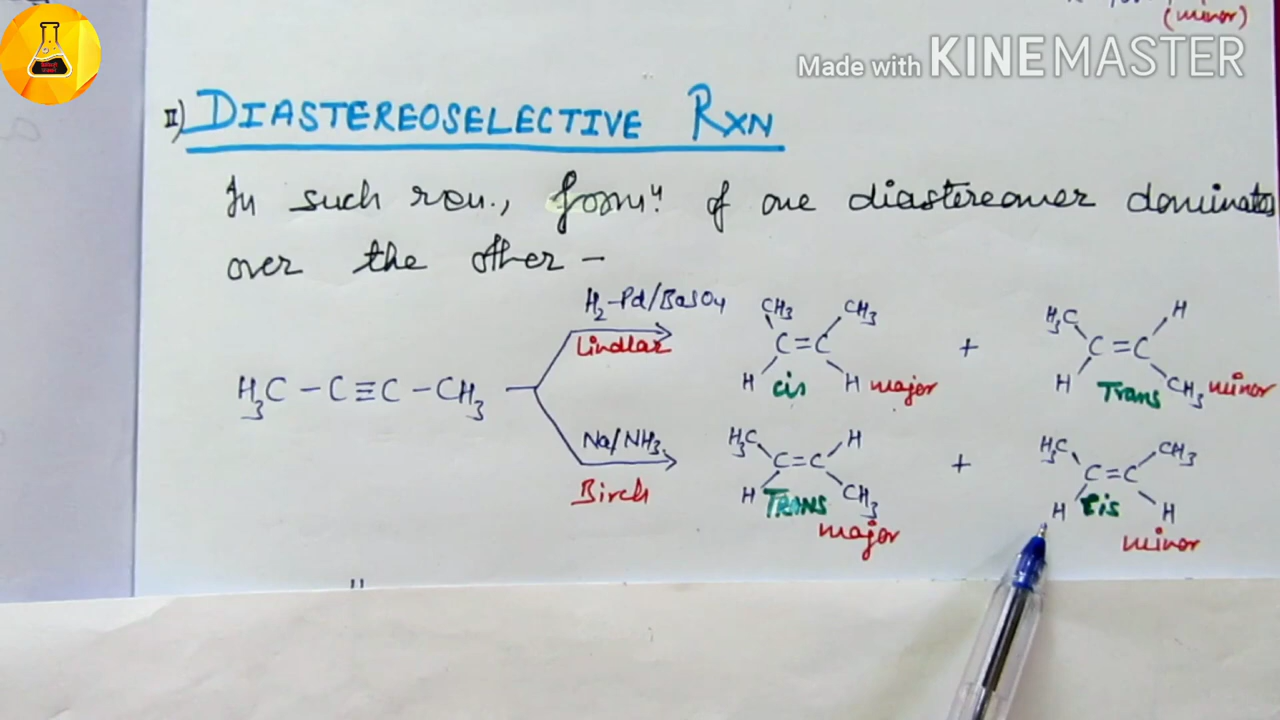 (minor)
Made with KINEMASTER
II) DIASTEREOSELECTIVE RXN
In such rxn., formⁿ. of one diastereomer dominates
over the other –
H₂-Pd/BaSO₄
Lindlar
H₃C – C ≡ C – CH₃
CH₃ CH₃
C = C
H cis H major
+
H₃C H
C = C
H Trans CH₃ minor
Na/NH₃
Birch
H₃C H
C = C
H TRANS CH₃
major
+
H₃C CH₃
C = C
H Cis H
minor